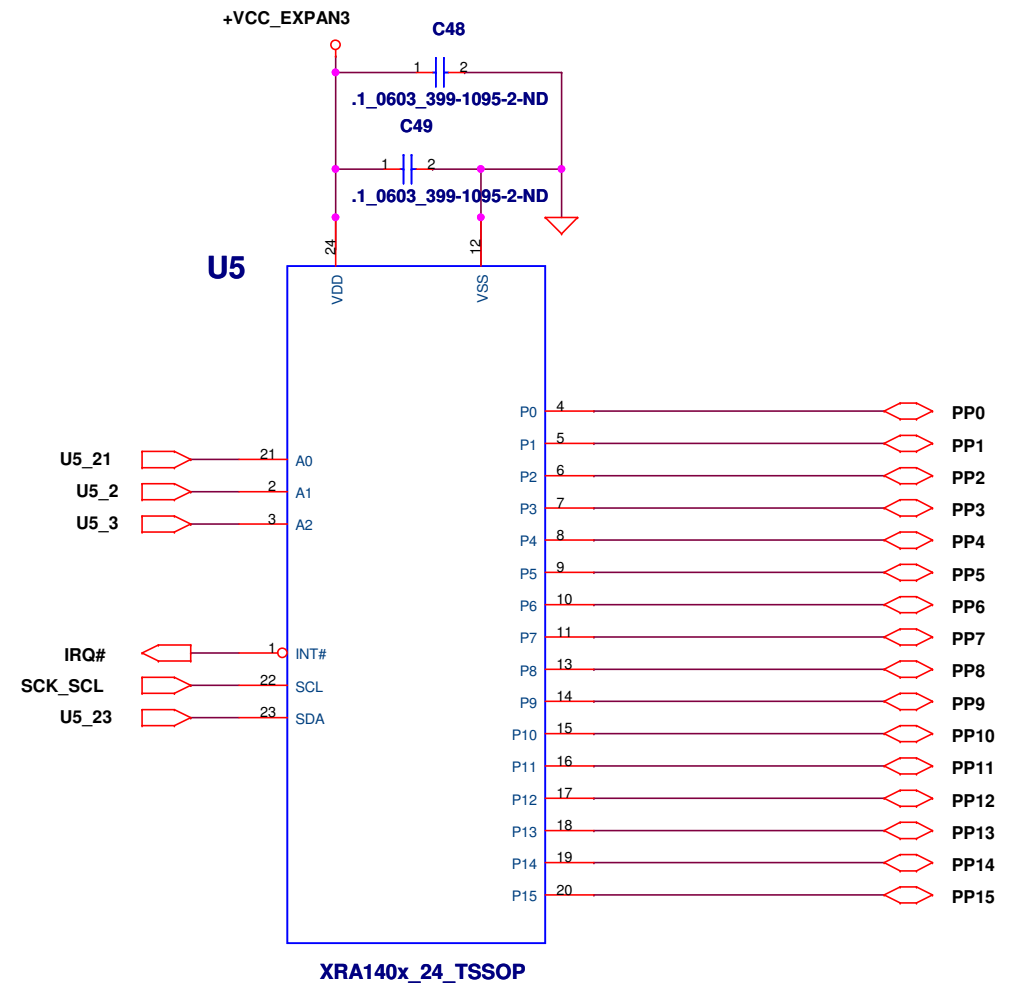 +VCC_EXPAN3
C48
1 2
.1_0603_399-1095-2-ND
C49
1 2
.1_0603_399-1095-2-ND
24 12
U5
VDD VSS
P0 4 PP0
P1 5 PP1
U5_21 21 A0
P2 6 PP2
U5_2 2 A1
P3 7 PP3
U5_3 3 A2
P4 8 PP4
P5 9 PP5
P6 10 PP6
P7 11 PP7
IRQ# 1 INT#
P8 13 PP8
SCK_SCL 22 SCL
P9 14 PP9
U5_23 23 SDA
P10 15 PP10
P11 16 PP11
P12 17 PP12
P13 18 PP13
P14 19 PP14
P15 20 PP15
XRA140x_24_TSSOP